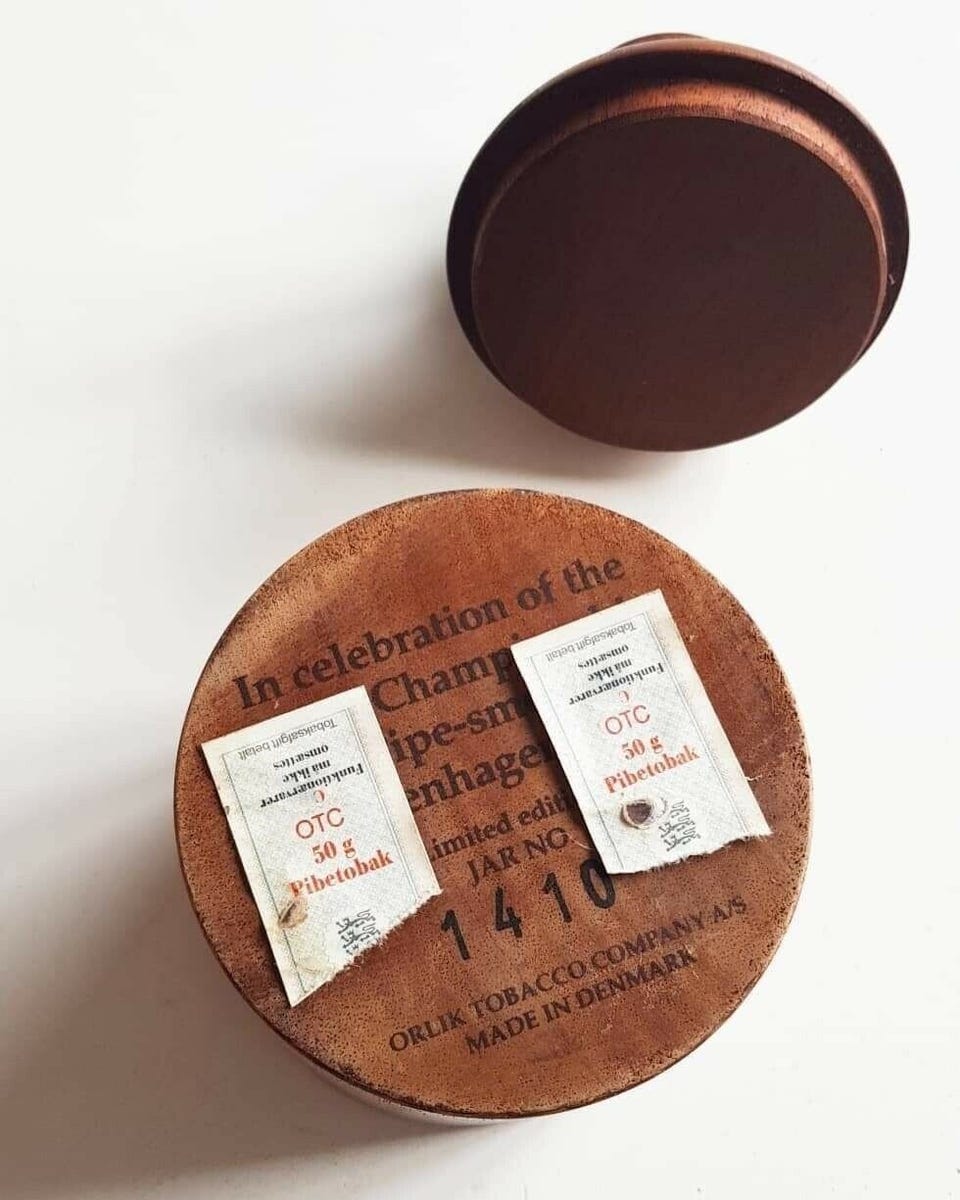 In celebration of the
Champ
ipe-sm
enhage
imited edit
JAR NO
1410
ORLIK TOBACCO COMPANY A/S
MADE IN DENMARK
Tobaksafgift betalt
omsættes
må ikke
Funktionærvarer
C
OTC
50 g
Pibetobak
Tobaksafgift betalt
omsættes
må ikke
Funktionærvarer
C
OTC
50 g
Pibetobak